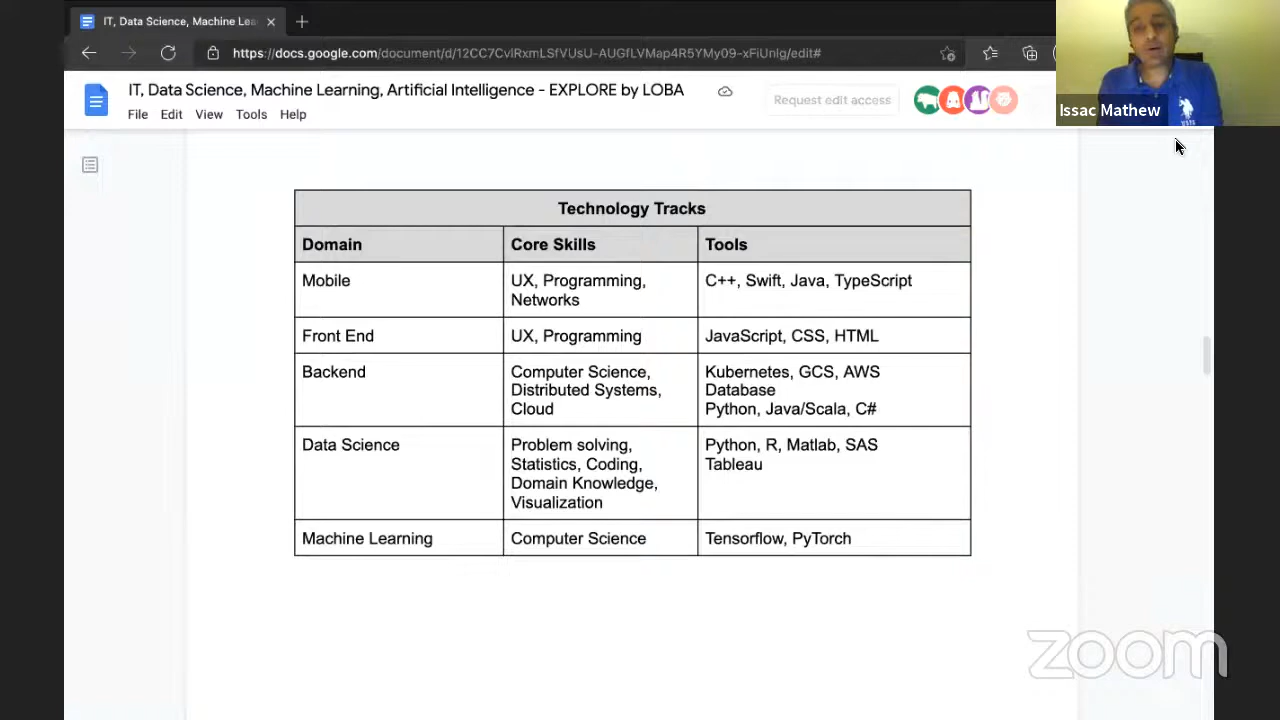 IT, Data Science, Machine Lea
https://docs.google.com/document/d/12CC7CviRxmLSfVUsU-AUGfLVMap4R5YMy09-xFiUnIg/edit#
IT, Data Science, Machine Learning, Artificial Intelligence - EXPLORE by LOBA
Request edit access
File Edit View Tools Help
Issac Mathew
Technology Tracks
Domain Core Skills Tools
Mobile UX, Programming, C++, Swift, Java, TypeScript
Networks
Front End UX, Programming JavaScript, CSS, HTML
Backend Computer Science, Kubernetes, GCS, AWS
Distributed Systems, Database
Cloud Python, Java/Scala, C#
Data Science Problem solving, Python, R, Matlab, SAS
Statistics, Coding, Tableau
Domain Knowledge,
Visualization
Machine Learning Computer Science Tensorflow, PyTorch
zoom